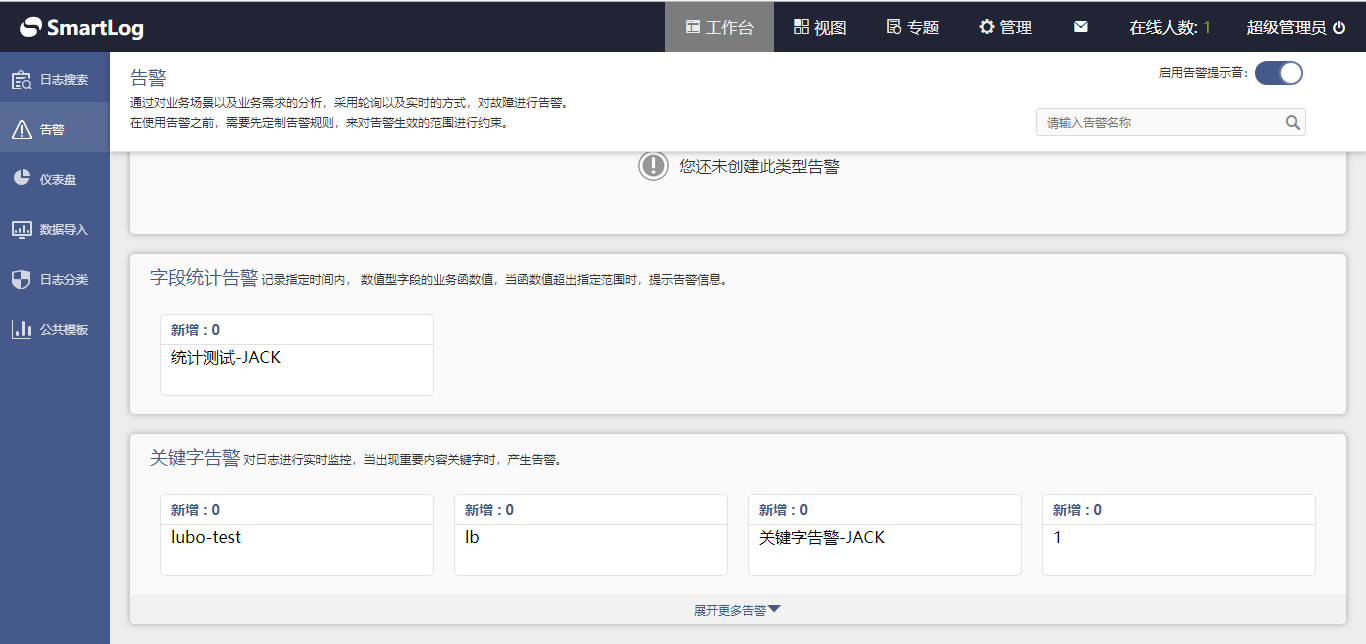 SmartLog
工作台
视图
专题
管理
在线人数: 1
超级管理员
日志搜索
告警
仪表盘
数据导入
日志分类
公共模板
告警
通过对业务场景以及业务需求的分析，采用轮询以及实时的方式，对故障进行告警。
在使用告警之前，需要先定制告警规则，来对告警生效的范围进行约束。
启用告警提示音：
请输入告警名称
您还未创建此类型告警
字段统计告警 记录指定时间内， 数值型字段的业务函数值，当函数值超出指定范围时，提示告警信息。
新增 : 0
统计测试-JACK
关键字告警 对日志进行实时监控，当出现重要内容关键字时，产生告警。
新增 : 0
lubo-test
新增 : 0
lb
新增 : 0
关键字告警-JACK
新增 : 0
1
展开更多告警